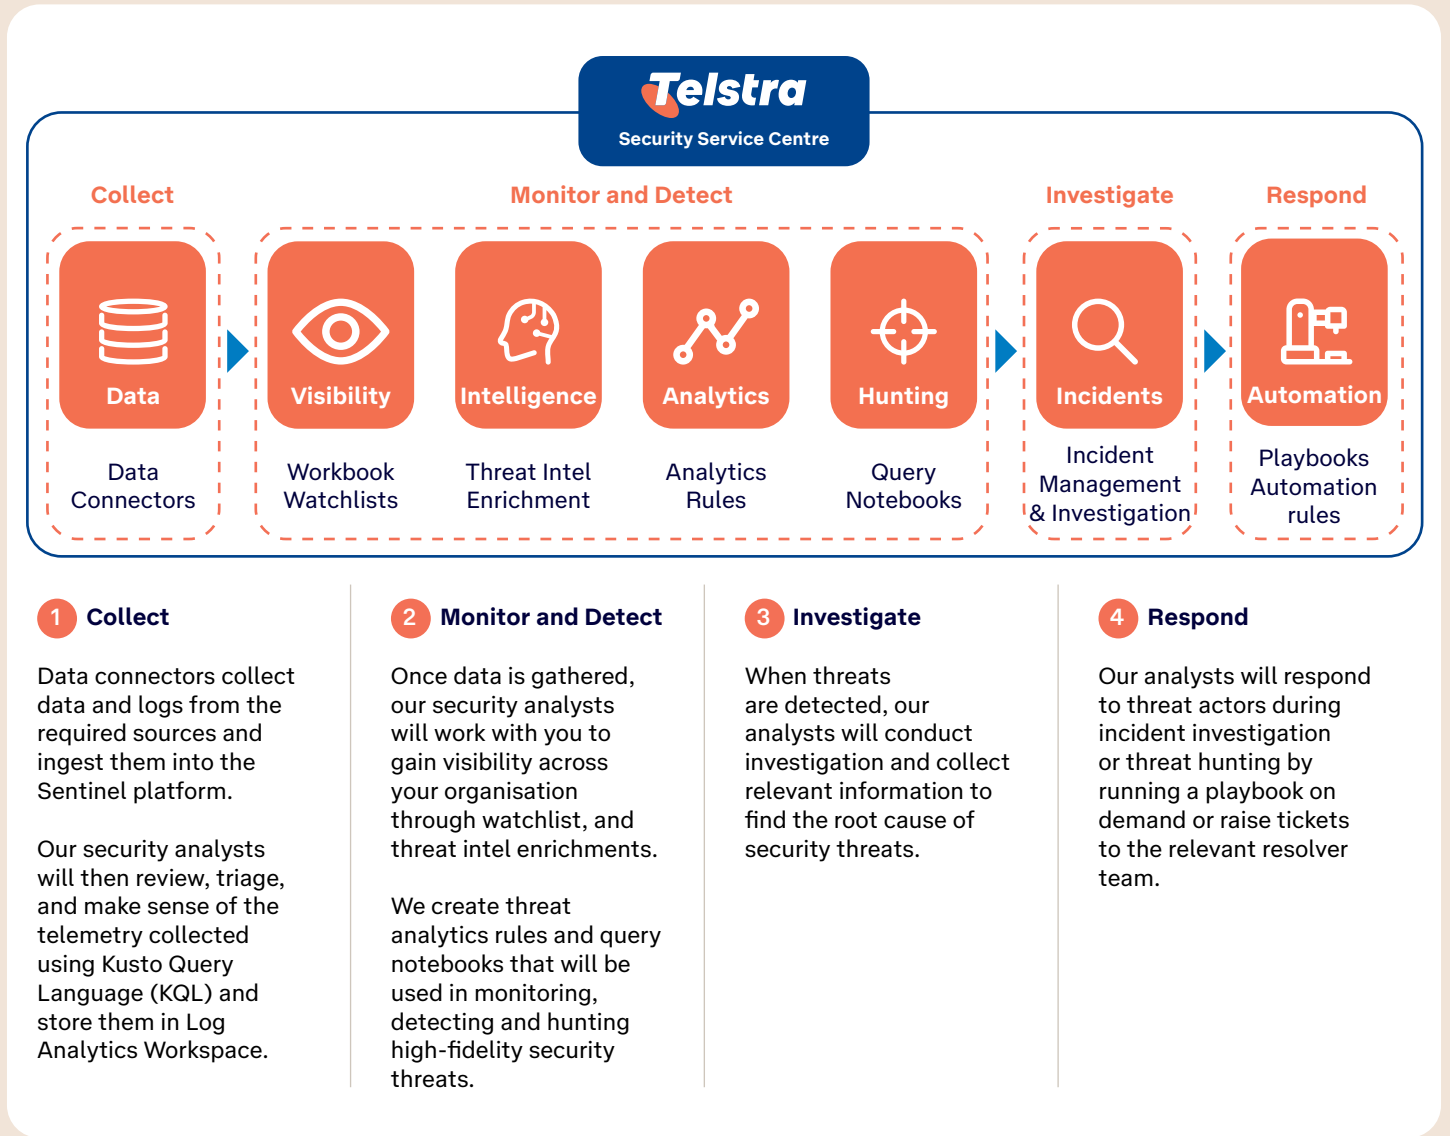 Telstra
Security Service Centre
Collect
Monitor and Detect
Investigate
Respond
Data
Visibility
Intelligence
Analytics
Hunting
Incidents
Automation
Data
Connectors
Workbook
Watchlists
Threat Intel
Enrichment
Analytics
Rules
Query
Notebooks
Incident
Management
& Investigation
Playbooks
Automation
rules
1 Collect
Data connectors collect
data and logs from the
required sources and
ingest them into the
Sentinel platform.
Our security analysts
will then review, triage,
and make sense of the
telemetry collected
using Kusto Query
Language (KQL) and
store them in Log
Analytics Workspace.
2 Monitor and Detect
Once data is gathered,
our security analysts
will work with you to
gain visibility across
your organisation
through watchlist, and
threat intel enrichments.
We create threat
analytics rules and query
notebooks that will be
used in monitoring,
detecting and hunting
high-fidelity security
threats.
3 Investigate
When threats
are detected, our
analysts will conduct
investigation and collect
relevant information to
find the root cause of
security threats.
4 Respond
Our analysts will respond
to threat actors during
incident investigation
or threat hunting by
running a playbook on
demand or raise tickets
to the relevant resolver
team.